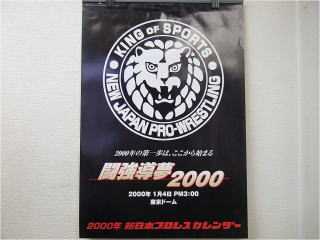 KING OF SPORTS
NEW JAPAN PRO-WRESTLING
2000年の第一歩は、ここから始まる
闘強導夢2000
2000年 1月4日 PM3:00
東京ドーム
2000年 新日本プロレスカレンダー